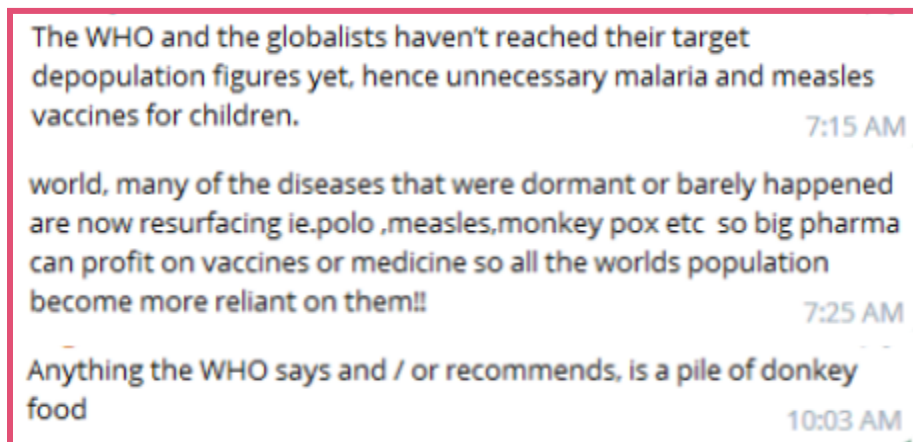 The WHO and the globalists haven't reached their target
depopulation figures yet, hence unnecessary malaria and measles
vaccines for children.
7:15 AM
world, many of the diseases that were dormant or barely happened
are now resurfacing ie.polo ,measles,monkey pox etc  so big pharma
can profit on vaccines or medicine so all the worlds population
become more reliant on them!!
7:25 AM
Anything the WHO says and / or recommends, is a pile of donkey
food
10:03 AM